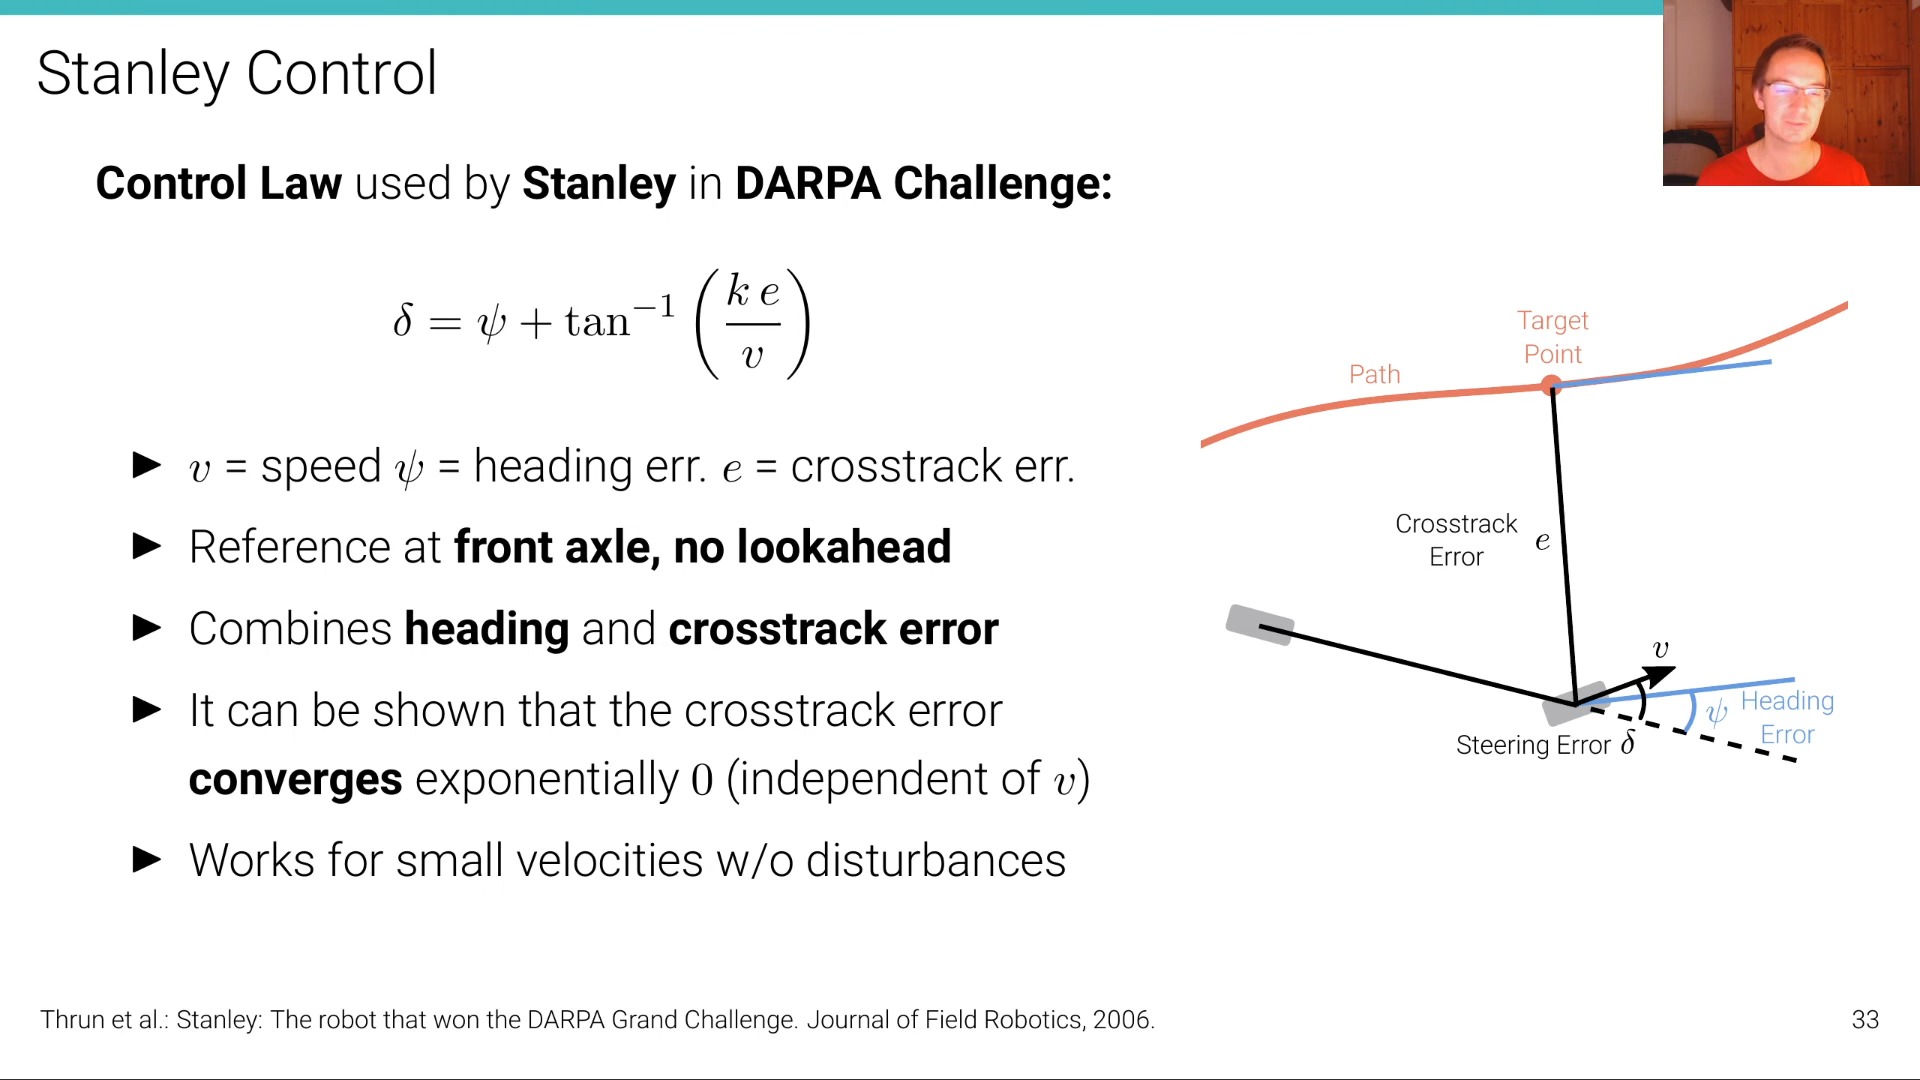 Stanley Control
Control Law used by Stanley in DARPA Challenge:
δ = ψ + tan⁻¹ (k e / v)
► v = speed ψ = heading err. e = crosstrack err.
► Reference at front axle, no lookahead
► Combines heading and crosstrack error
► It can be shown that the crosstrack error
converges exponentially 0 (independent of v)
► Works for small velocities w/o disturbances
Target
Point
Path
Crosstrack
Error e
v
ψ Heading
Error
Steering Error δ
Thrun et al.: Stanley: The robot that won the DARPA Grand Challenge. Journal of Field Robotics, 2006.
33